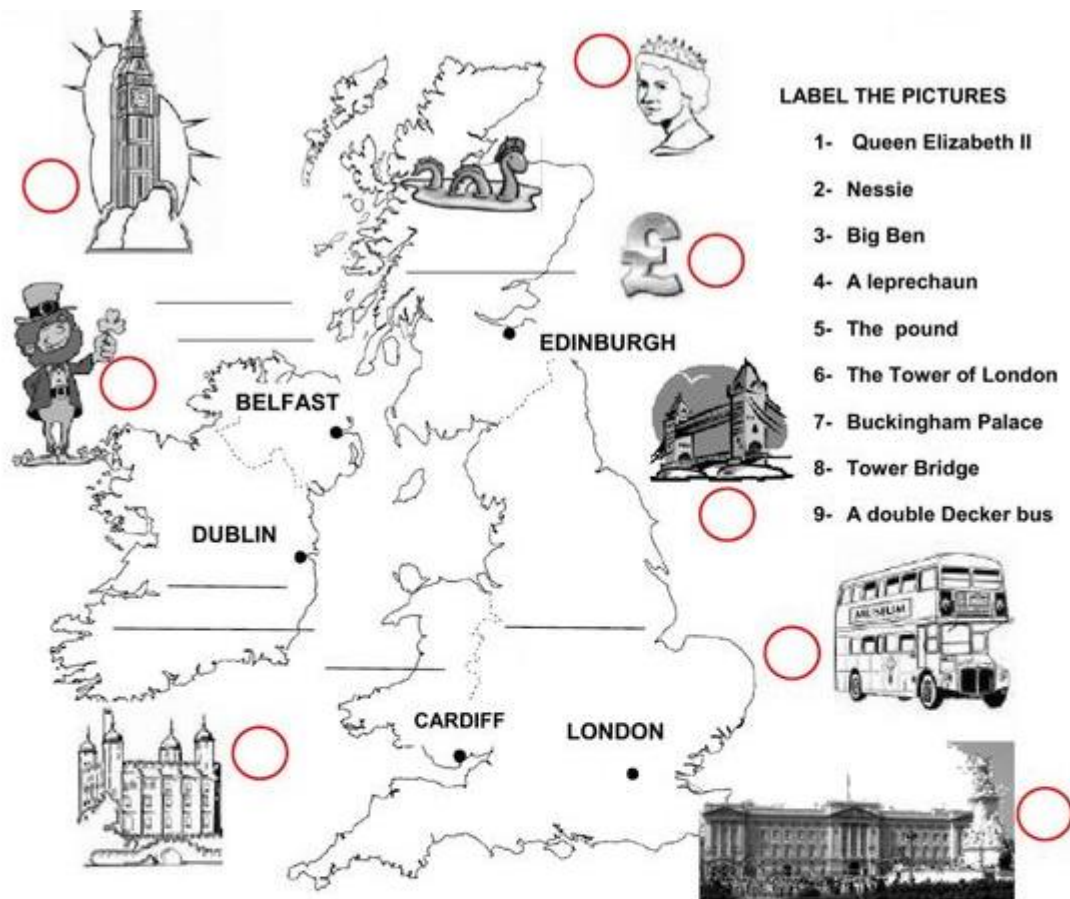 LABEL THE PICTURES
1- Queen Elizabeth II
2- Nessie
3- Big Ben
4- A leprechaun
5- The pound
6- The Tower of London
7- Buckingham Palace
8- Tower Bridge
9- A double Decker bus
£
EDINBURGH
BELFAST
DUBLIN
MUSEUM
CARDIFF
LONDON